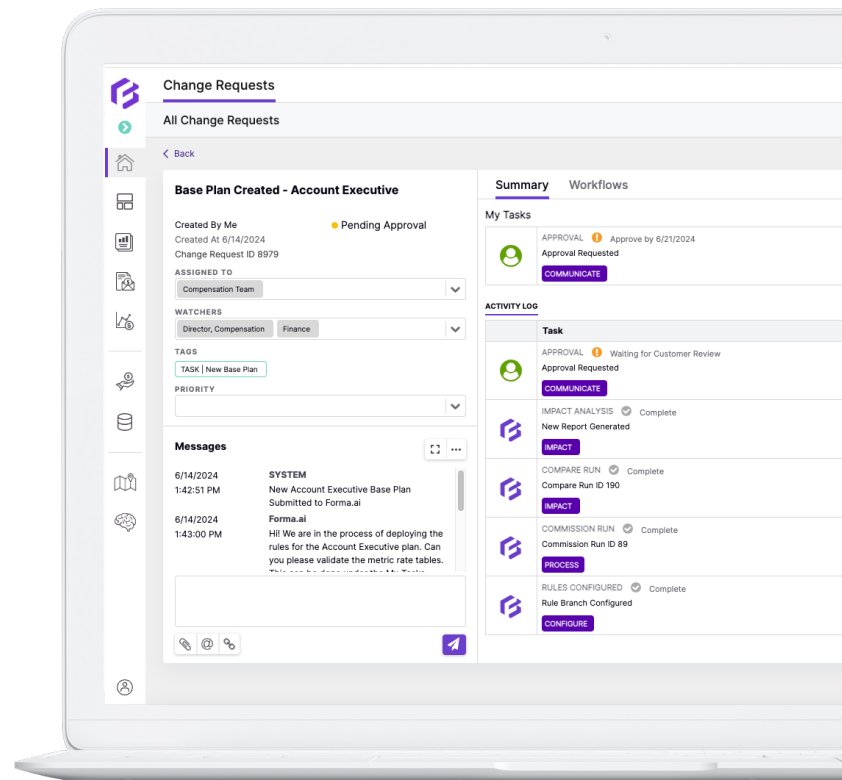 Change Requests
All Change Requests
Back
Base Plan Created - Account Executive
Created By Me
Pending Approval
Created At 6/14/2024
Change Request ID 8979
ASSIGNED TO
Compensation Team
WATCHERS
Director, Compensation
Finance
TAGS
TASK | New Base Plan
PRIORITY
Messages
6/14/2024
SYSTEM
1:42:51 PM
New Account Executive Base Plan
Submitted to Forma.ai
6/14/2024
Forma.ai
1:43:00 PM
Hi! We are in the process of deploying the
rules for the Account Executive plan. Can
you please validate the metric rate tables.
Summary
Workflows
My Tasks
APPROVAL
Approve by 6/21/2024
Approval Requested
COMMUNICATE
ACTIVITY LOG
Task
APPROVAL
Waiting for Customer Review
Approval Requested
COMMUNICATE
IMPACT ANALYSIS
Complete
New Report Generated
IMPACT
COMPARE RUN
Complete
Compare Run ID 190
IMPACT
COMMISSION RUN
Complete
Commission Run ID 89
PROCESS
RULES CONFIGURED
Complete
Rule Branch Configured
CONFIGURE